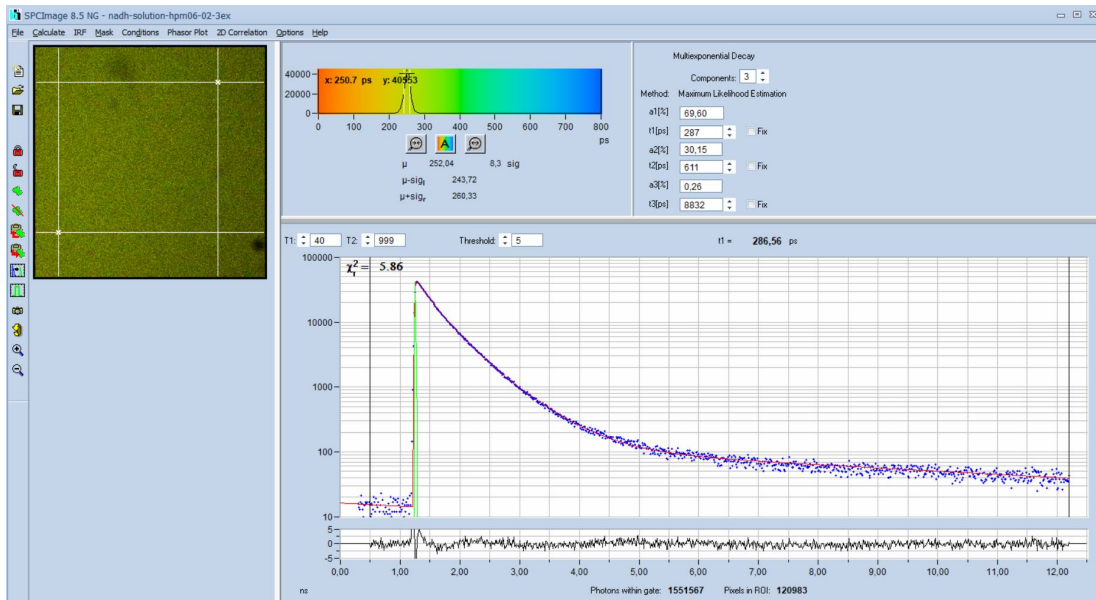 SPCImage 8.5 NG - nadh-solution-hpm06-02-3ex
File Calculate IRF Mask Conditions Phasor Plot 2D Correlation Options Help
x: 250.7 ps y: 40553
40000
20000
0
0 100 200 300 400 500 600 700 800
ps
A
μ 252,04 8,3 sig
μ-sigl 243,72
μ+sigr 260,33
Multiexponential Decay
Components: 3
Method: Maximum Likelihood Estimation
a1[%] 69,60
t1[ps] 287 Fix
a2[%] 30,15
t2[ps] 611 Fix
a3[%] 0,26
t3[ps] 8832 Fix
T1: 40 T2: 999 Threshold: 5 t1 = 286,56 ps
χ²r = 5.86
100000
10000
1000
100
10
5
0
-5
0,00 1,00 2,00 3,00 4,00 5,00 6,00 7,00 8,00 9,00 10,00 11,00 12,00
ns Photons within gate: 1551567 Pixels in ROI: 120983